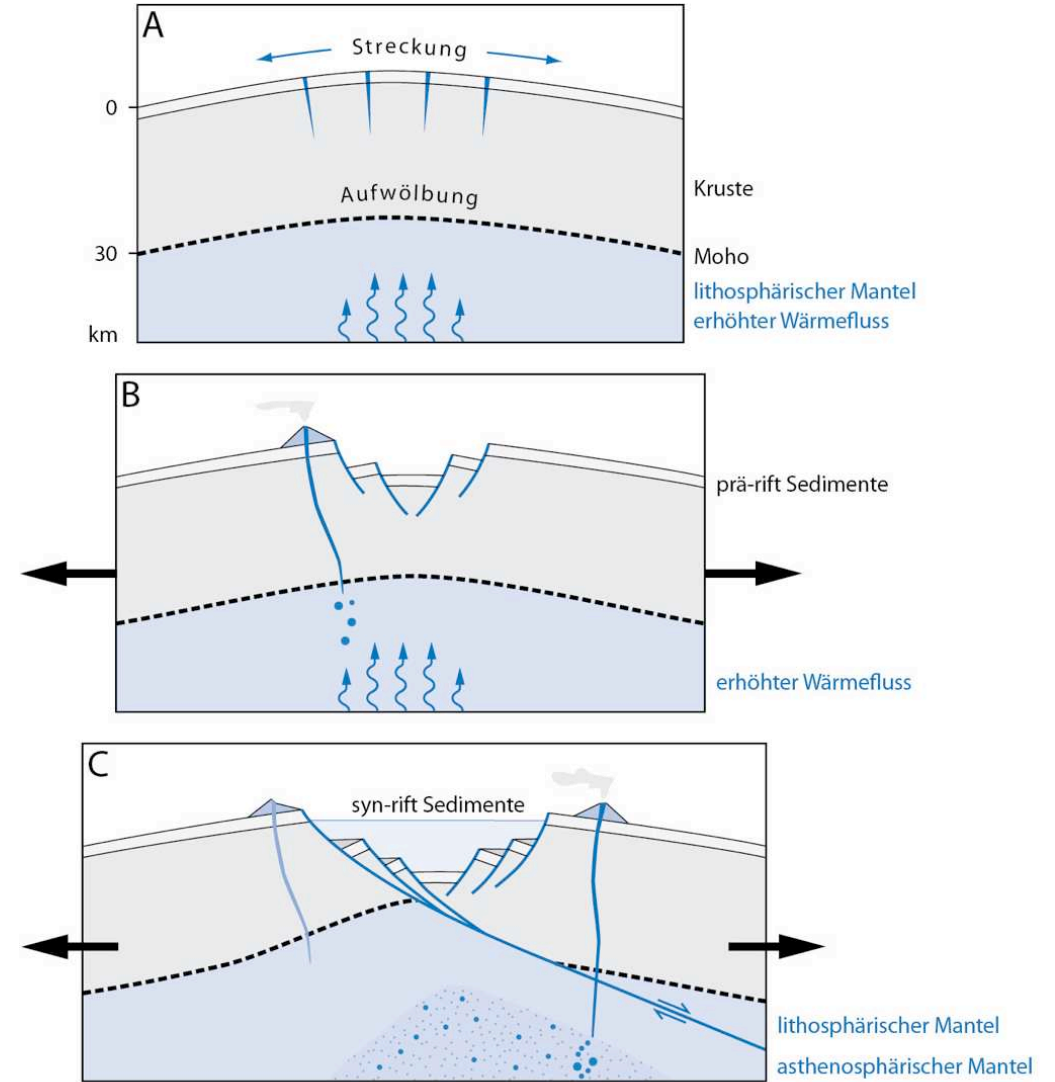 A
Streckung
0
Aufwölbung
Kruste
30
Moho
lithosphärischer Mantel
erhöhter Wärmefluss
km
B
prä-rift Sedimente
erhöhter Wärmefluss
C
syn-rift Sedimente
lithosphärischer Mantel
asthenosphärischer Mantel